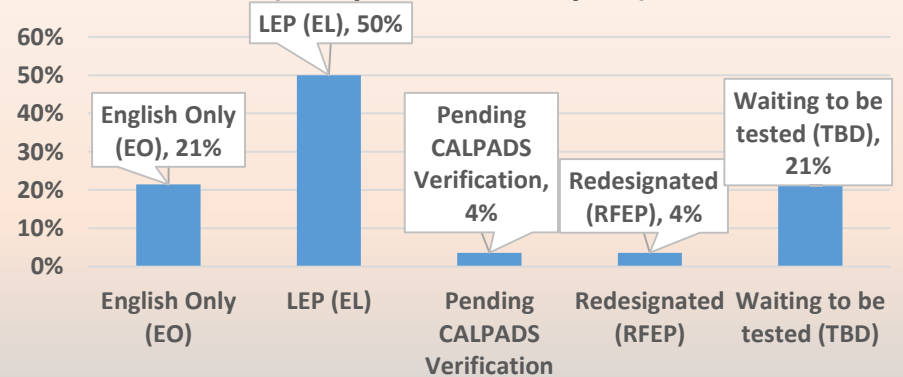 LEP (EL), 50%
60%
50%
40%
30%
20%
10%
0%
English Only
(EO), 21%
Pending
CALPADS
Verification,
4%
Redesignated
(RFEP), 4%
Waiting to be
tested (TBD),
21%
English Only
(EO)
LEP (EL)
Pending
CALPADS
Verification
Redesignated
(RFEP)
Waiting to be
tested (TBD)